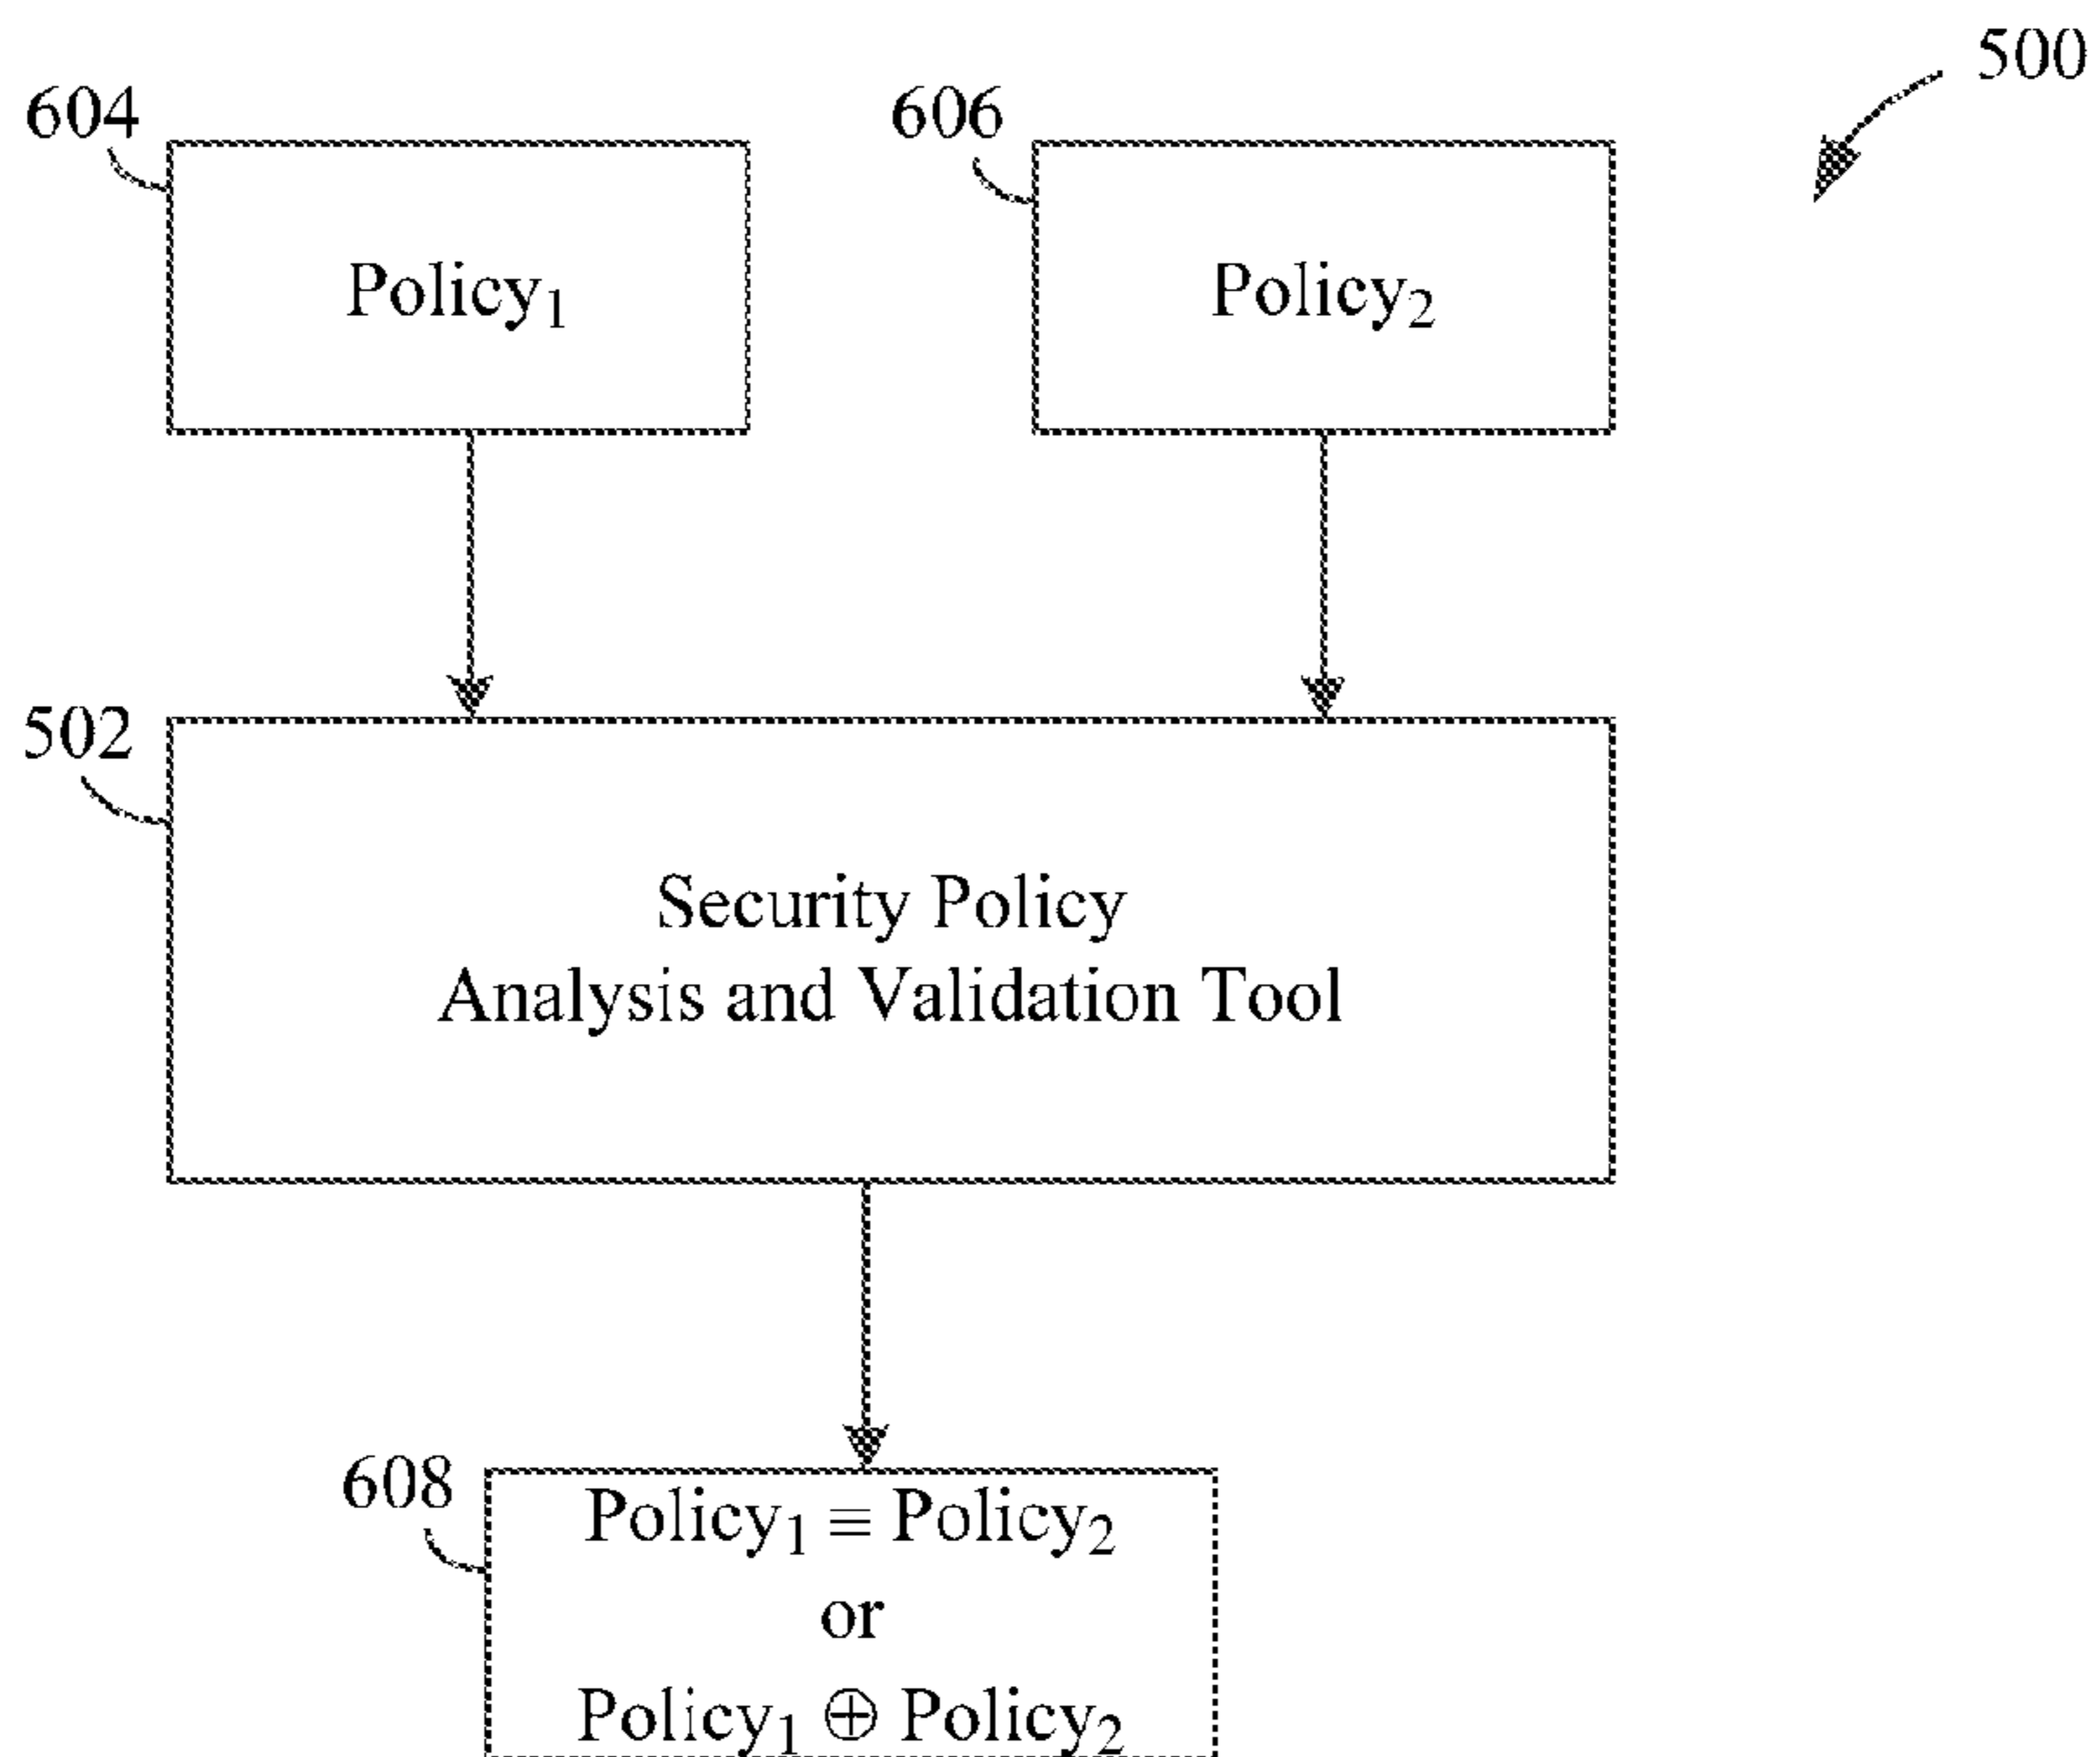 500
604
606
Policy₁
Policy₂
502
Security Policy
Analysis and Validation Tool
608
Policy₁ ≡ Policy₂
or
Policy₁ ⊕ Policy₂